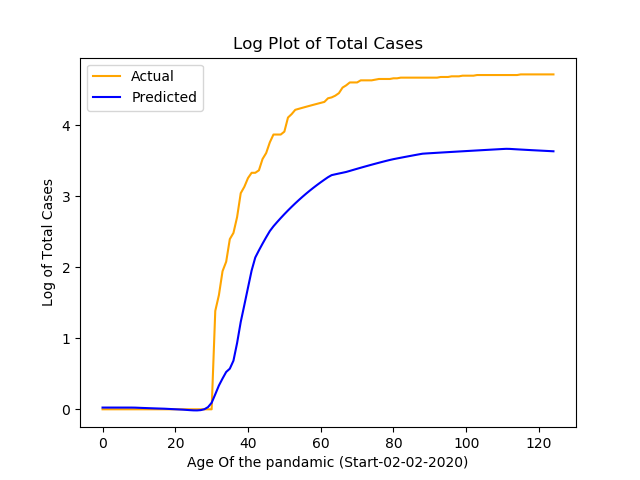 Log Plot of Total Cases
Actual
Predicted
Log of Total Cases
4
3
2
1
0
0 20 40 60 80 100 120
Age Of the pandamic (Start-02-02-2020)